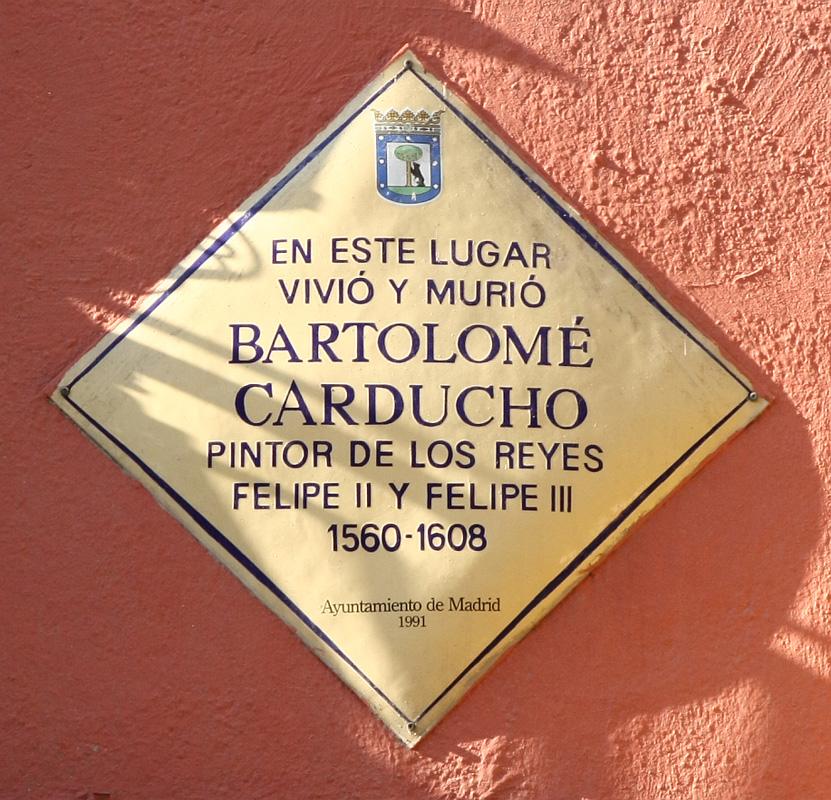 EN ESTE LUGAR
VIVIÓ Y MURIÓ
BARTOLOMÉ
CARDUCHO
PINTOR DE LOS REYES
FELIPE II Y FELIPE III
1560-1608
Ayuntamiento de Madrid
1991